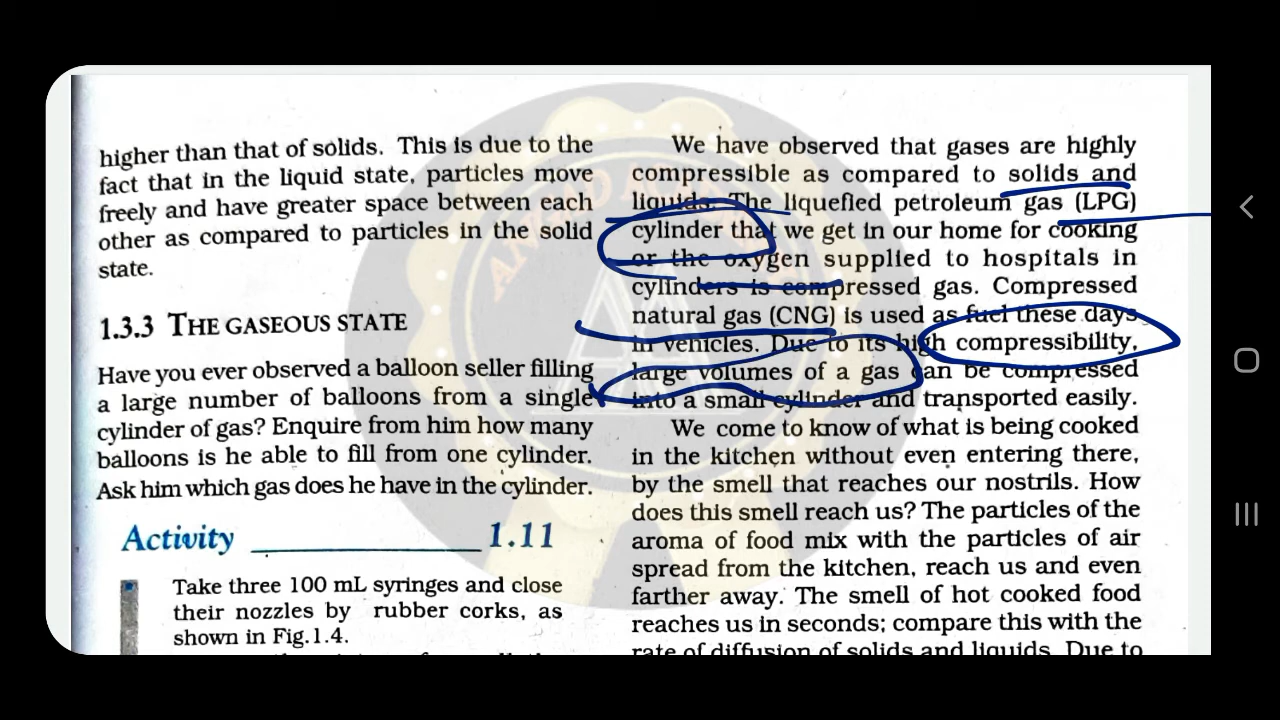 higher than that of solids. This is due to the
fact that in the liquid state, particles move
freely and have greater space between each
other as compared to particles in the solid
state.
1.3.3 THE GASEOUS STATE
Have you ever observed a balloon seller filling
a large number of balloons from a single
cylinder of gas? Enquire from him how many
balloons is he able to fill from one cylinder.
Ask him which gas does he have in the cylinder.
Activity 1.11
Take three 100 mL syringes and close
their nozzles by rubber corks, as
shown in Fig.1.4.
We have observed that gases are highly
compressible as compared to solids and
liquids. The liquefied petroleum gas (LPG)
cylinder that we get in our home for cooking
or the oxygen supplied to hospitals in
cylinders is compressed gas. Compressed
natural gas (CNG) is used as fuel these days
in vehicles. Due to its high compressibility,
large volumes of a gas can be compressed
into a small cylinder and transported easily.
We come to know of what is being cooked
in the kitchen without even entering there,
by the smell that reaches our nostrils. How
does this smell reach us? The particles of the
aroma of food mix with the particles of air
spread from the kitchen, reach us and even
farther away. The smell of hot cooked food
reaches us in seconds; compare this with the
rate of diffusion of solids and liquids. Due to